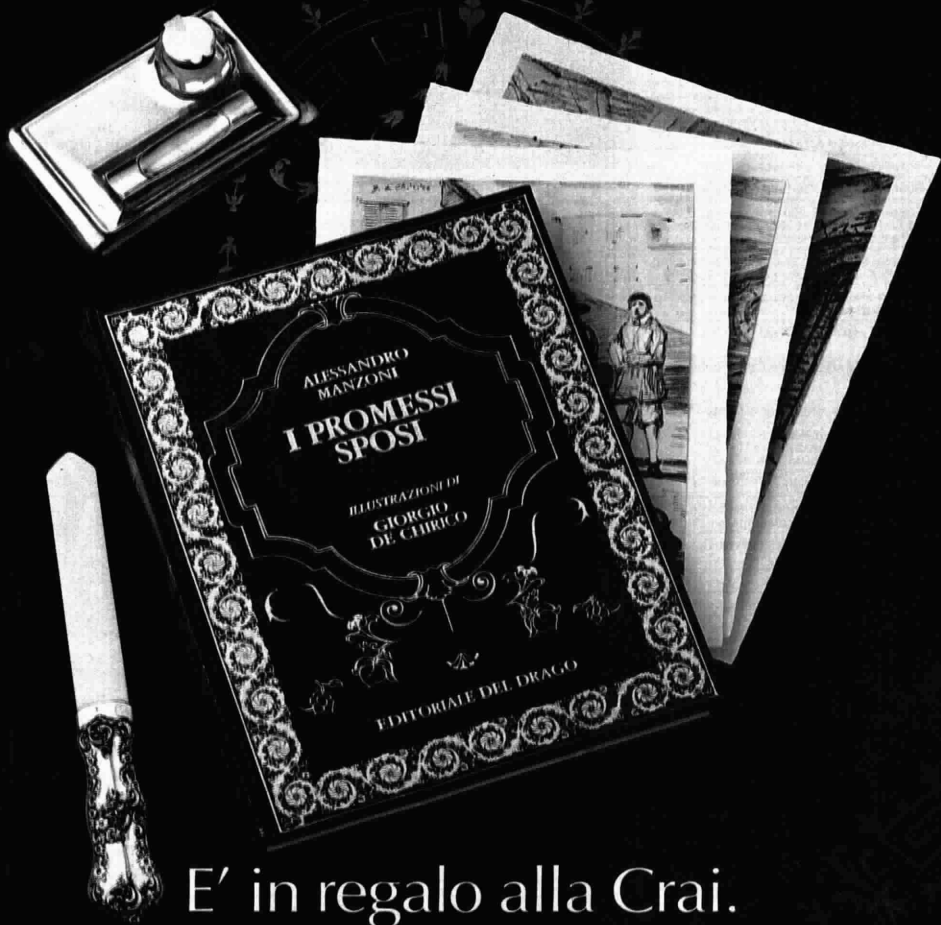 ALESSANDRO
MANZONI
I PROMESSI
SPOSI
ILLUSTRAZIONI DI
GIORGIO
DE CHIRICO
EDITORIALE DEL DRAGO
E' in regalo alla Crai.